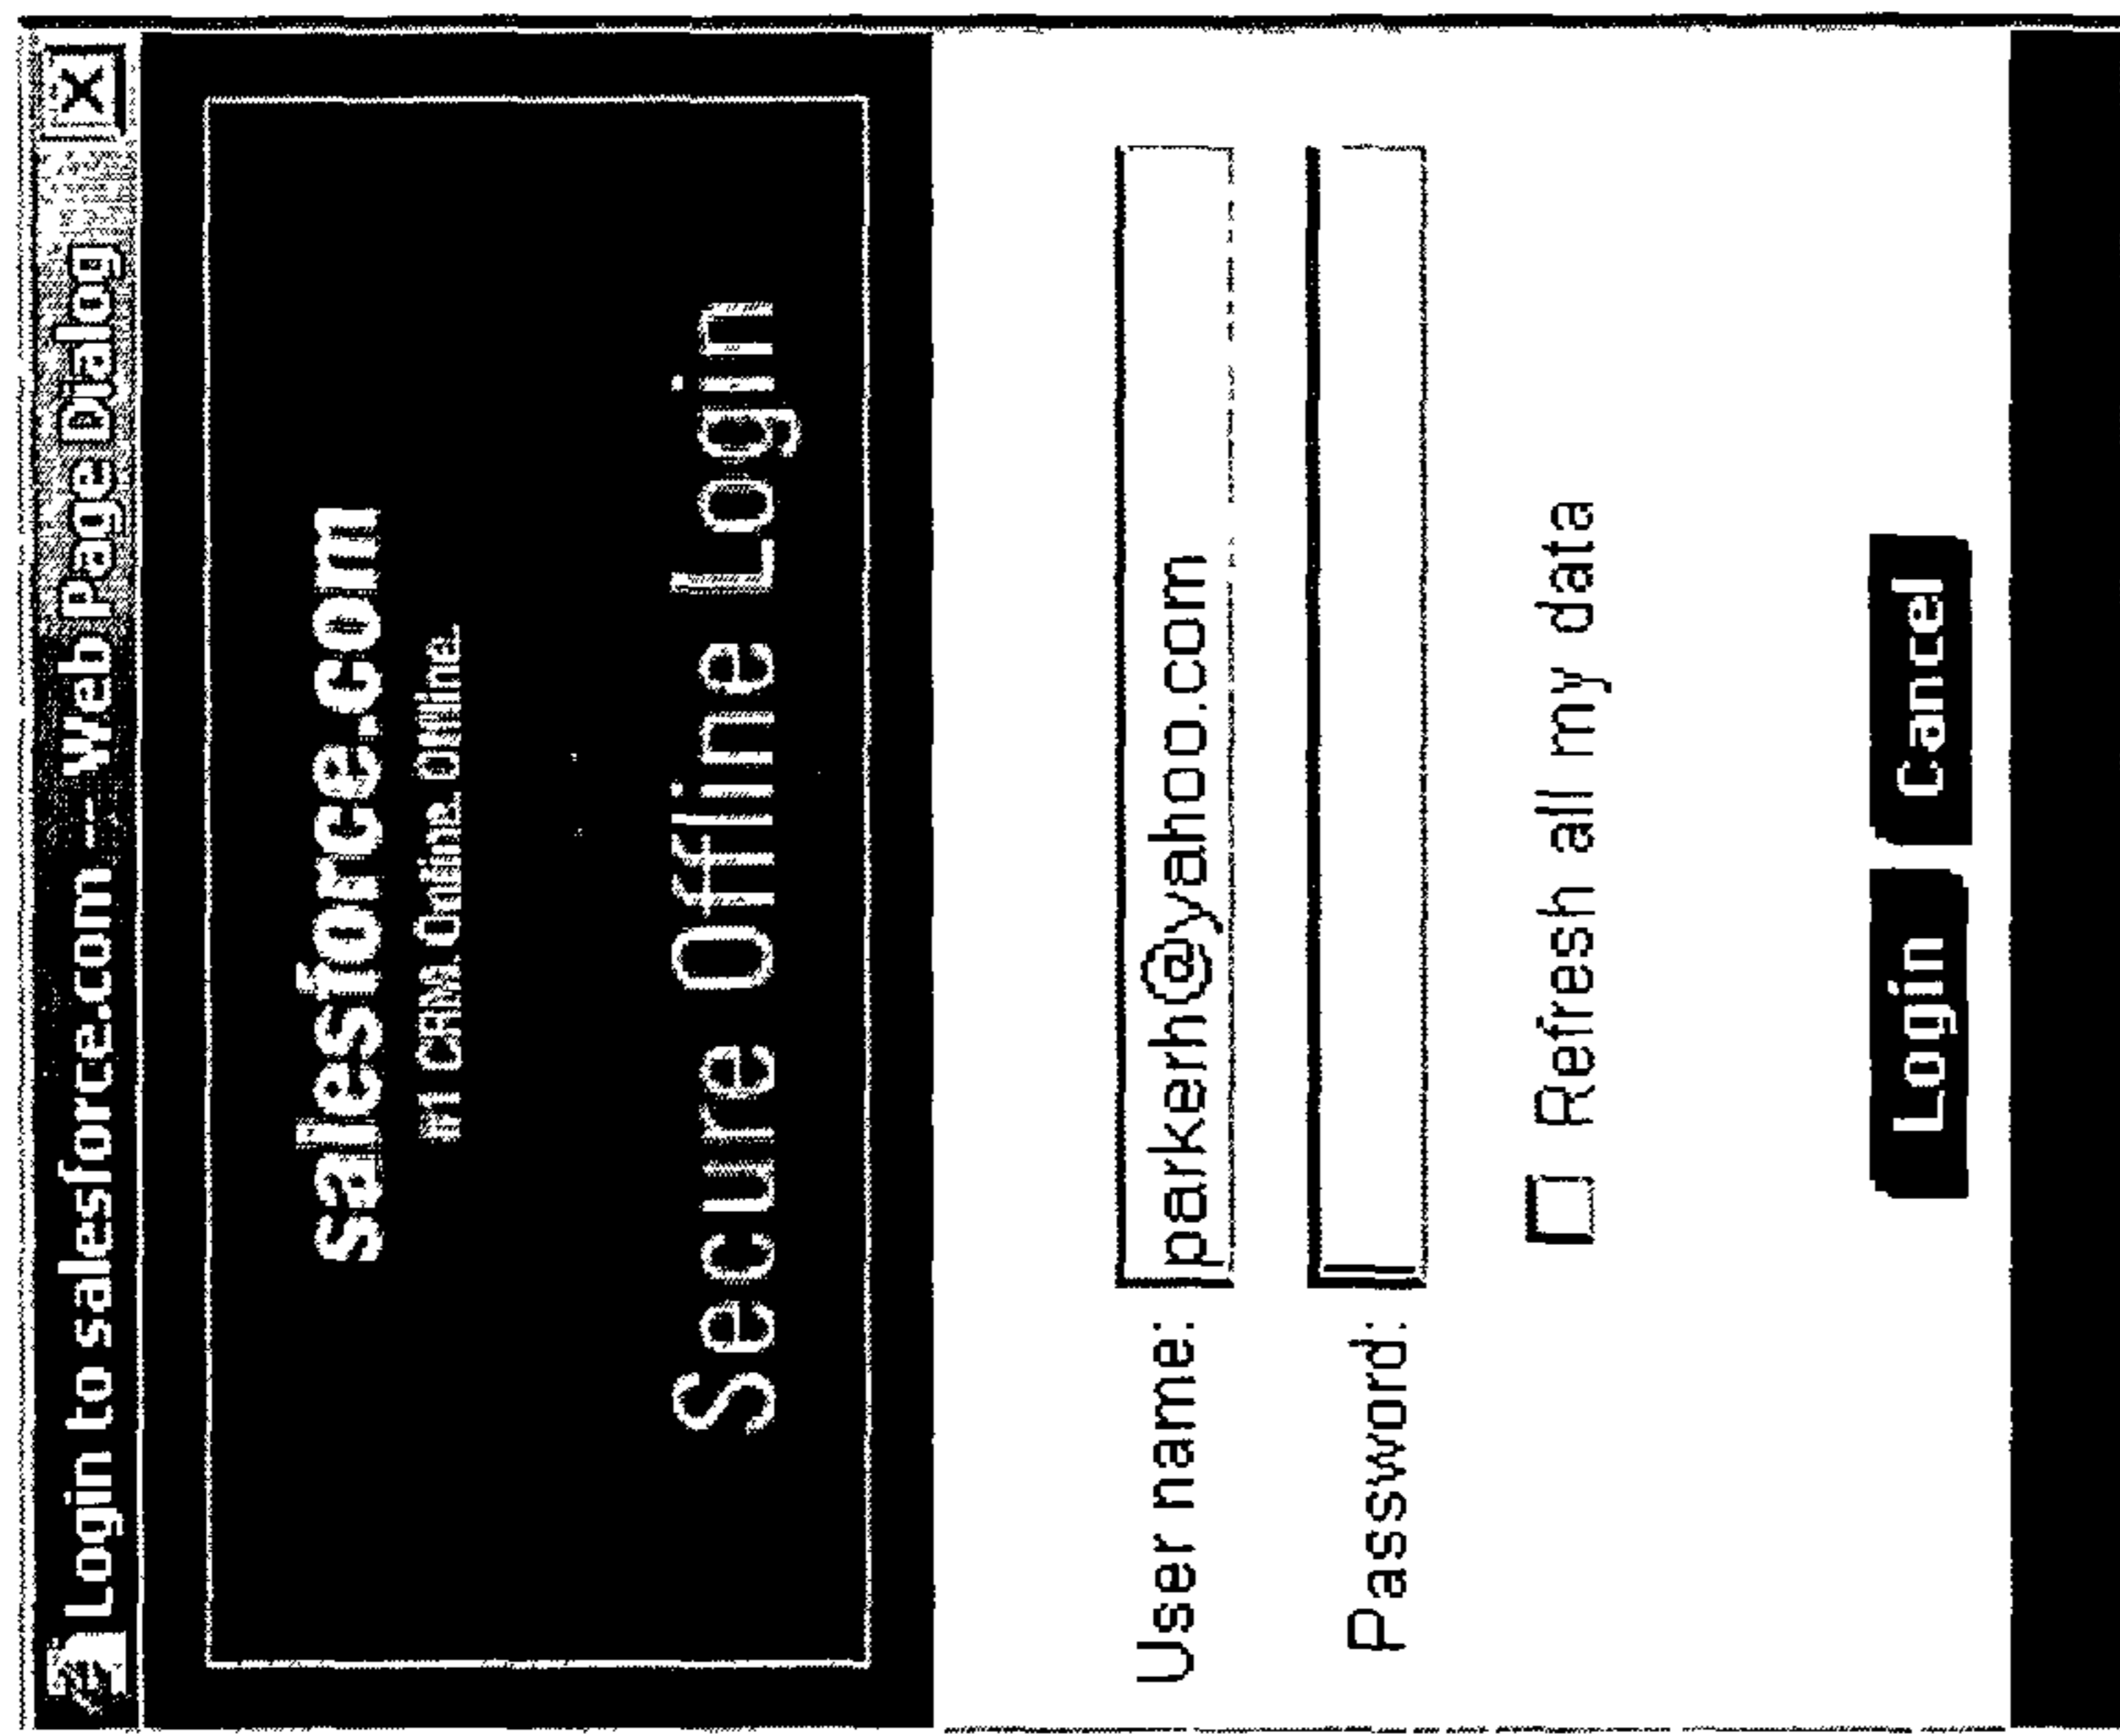 Login to salesforce.com -- Web Page Dialog
salesforce.com
#1 CRM. Online. Offline.
Secure Offline Login
User name: parkerh@yahoo.com
Password:
Refresh all my data
Login Cancel